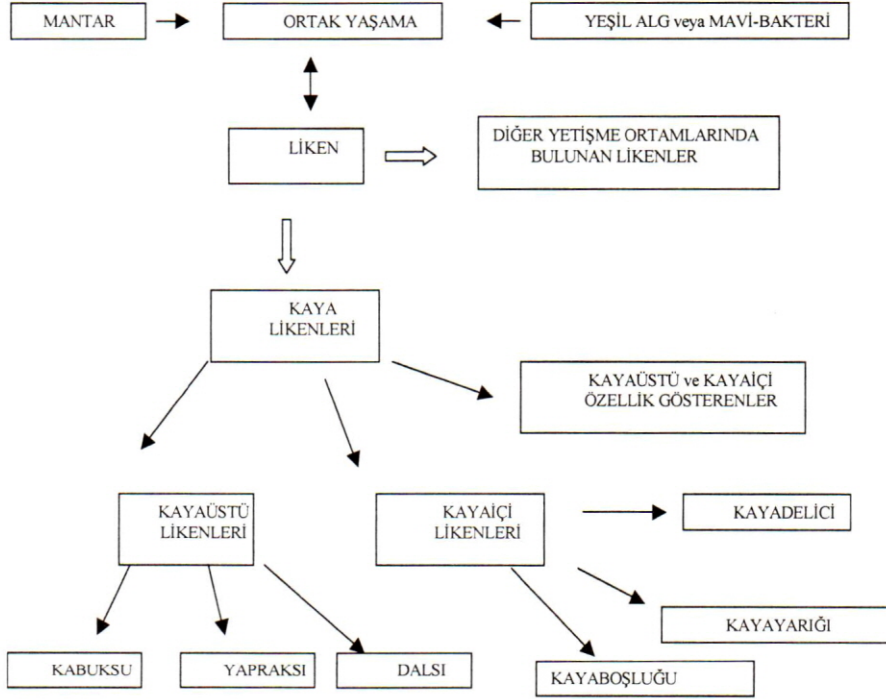 MANTAR
ORTAK YAŞAMA
YEŞİL ALG veya MAVİ-BAKTERİ
LİKEN
DİĞER YETİŞME ORTAMLARINDA
BULUNAN LİKENLER
KAYA
LİKENLERİ
KAYAÜSTÜ ve KAYAİÇİ
ÖZELLİK GÖSTERENLER
KAYAÜSTÜ
LİKENLERİ
KAYAİÇİ
LİKENLERİ
KAYADELİCİ
KAYAYARIĞI
KABUKSU
YAPRAKSI
DALSI
KAYABOŞLUĞU